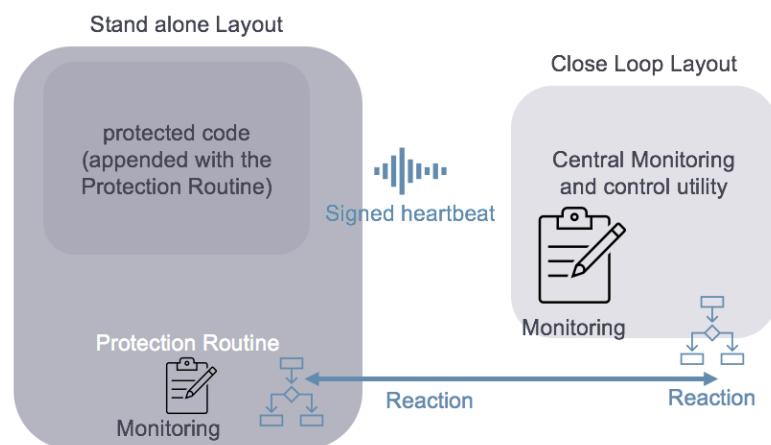 Stand alone Layout
protected code
(appended with the
Protection Routine)
Signed heartbeat
Close Loop Layout
Central Monitoring
and control utility
Monitoring
Protection Routine
Monitoring
Reaction
Reaction